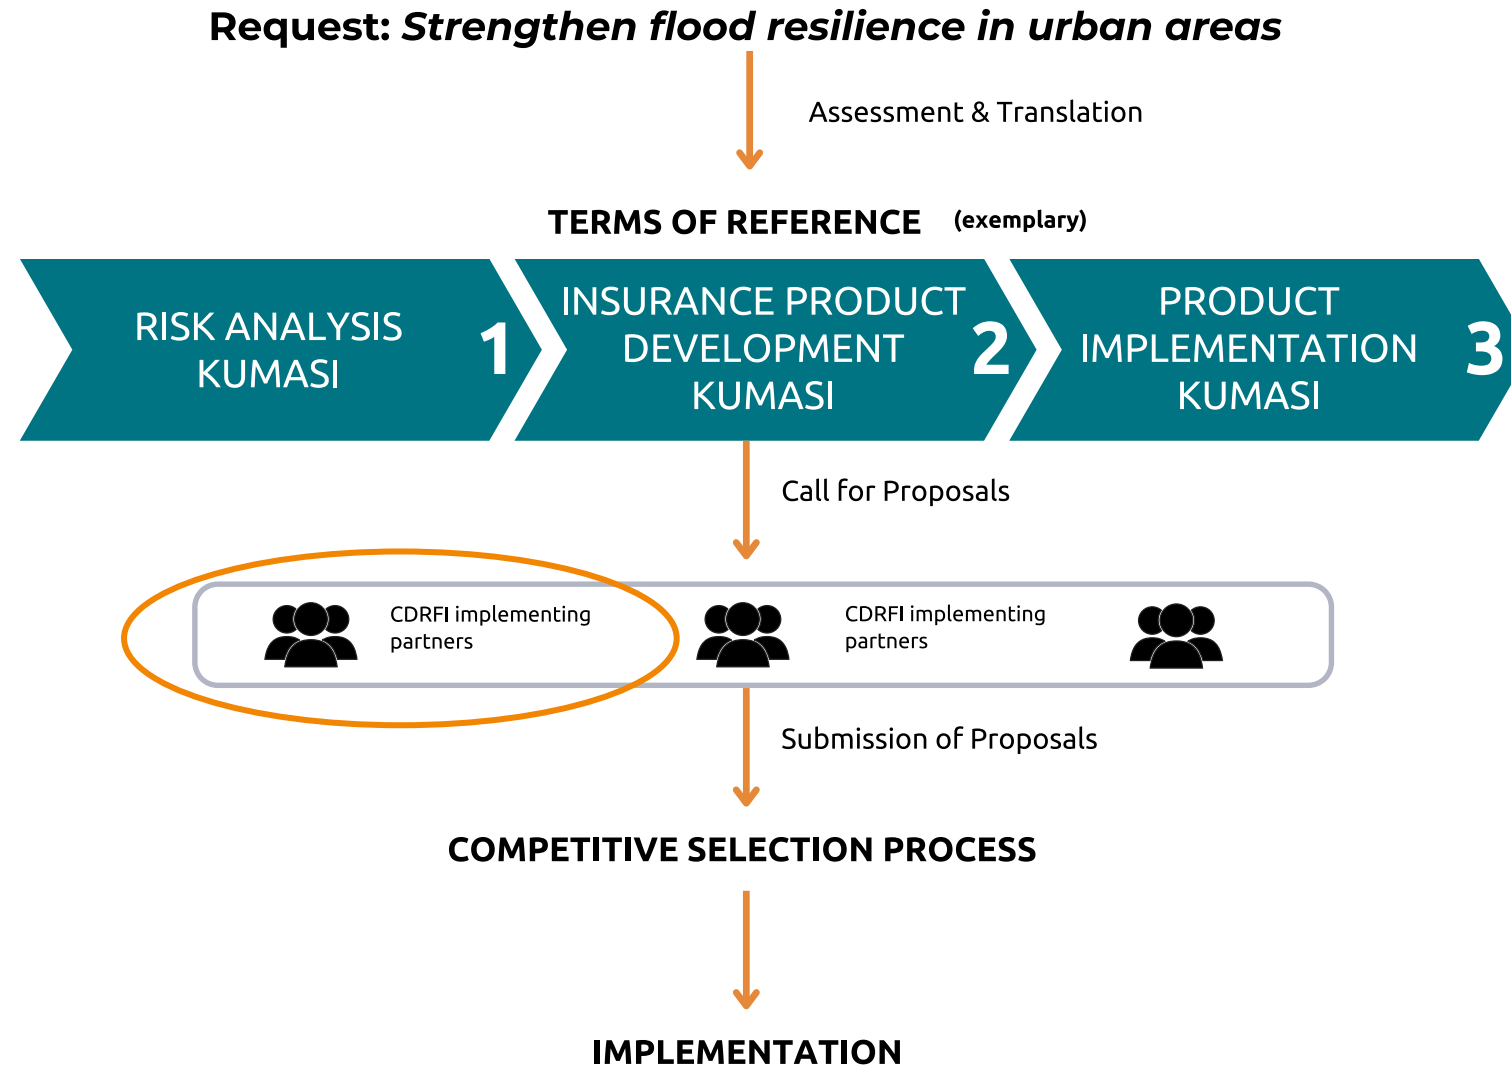 Request: Strengthen flood resilience in urban areas
Assessment & Translation
TERMS OF REFERENCE (exemplary)
RISK ANALYSIS
KUMASI
1
INSURANCE PRODUCT
DEVELOPMENT
KUMASI
2
PRODUCT
IMPLEMENTATION
KUMASI
3
Call for Proposals
CDRFI implementing
partners
CDRFI implementing
partners
Submission of Proposals
COMPETITIVE SELECTION PROCESS
IMPLEMENTATION